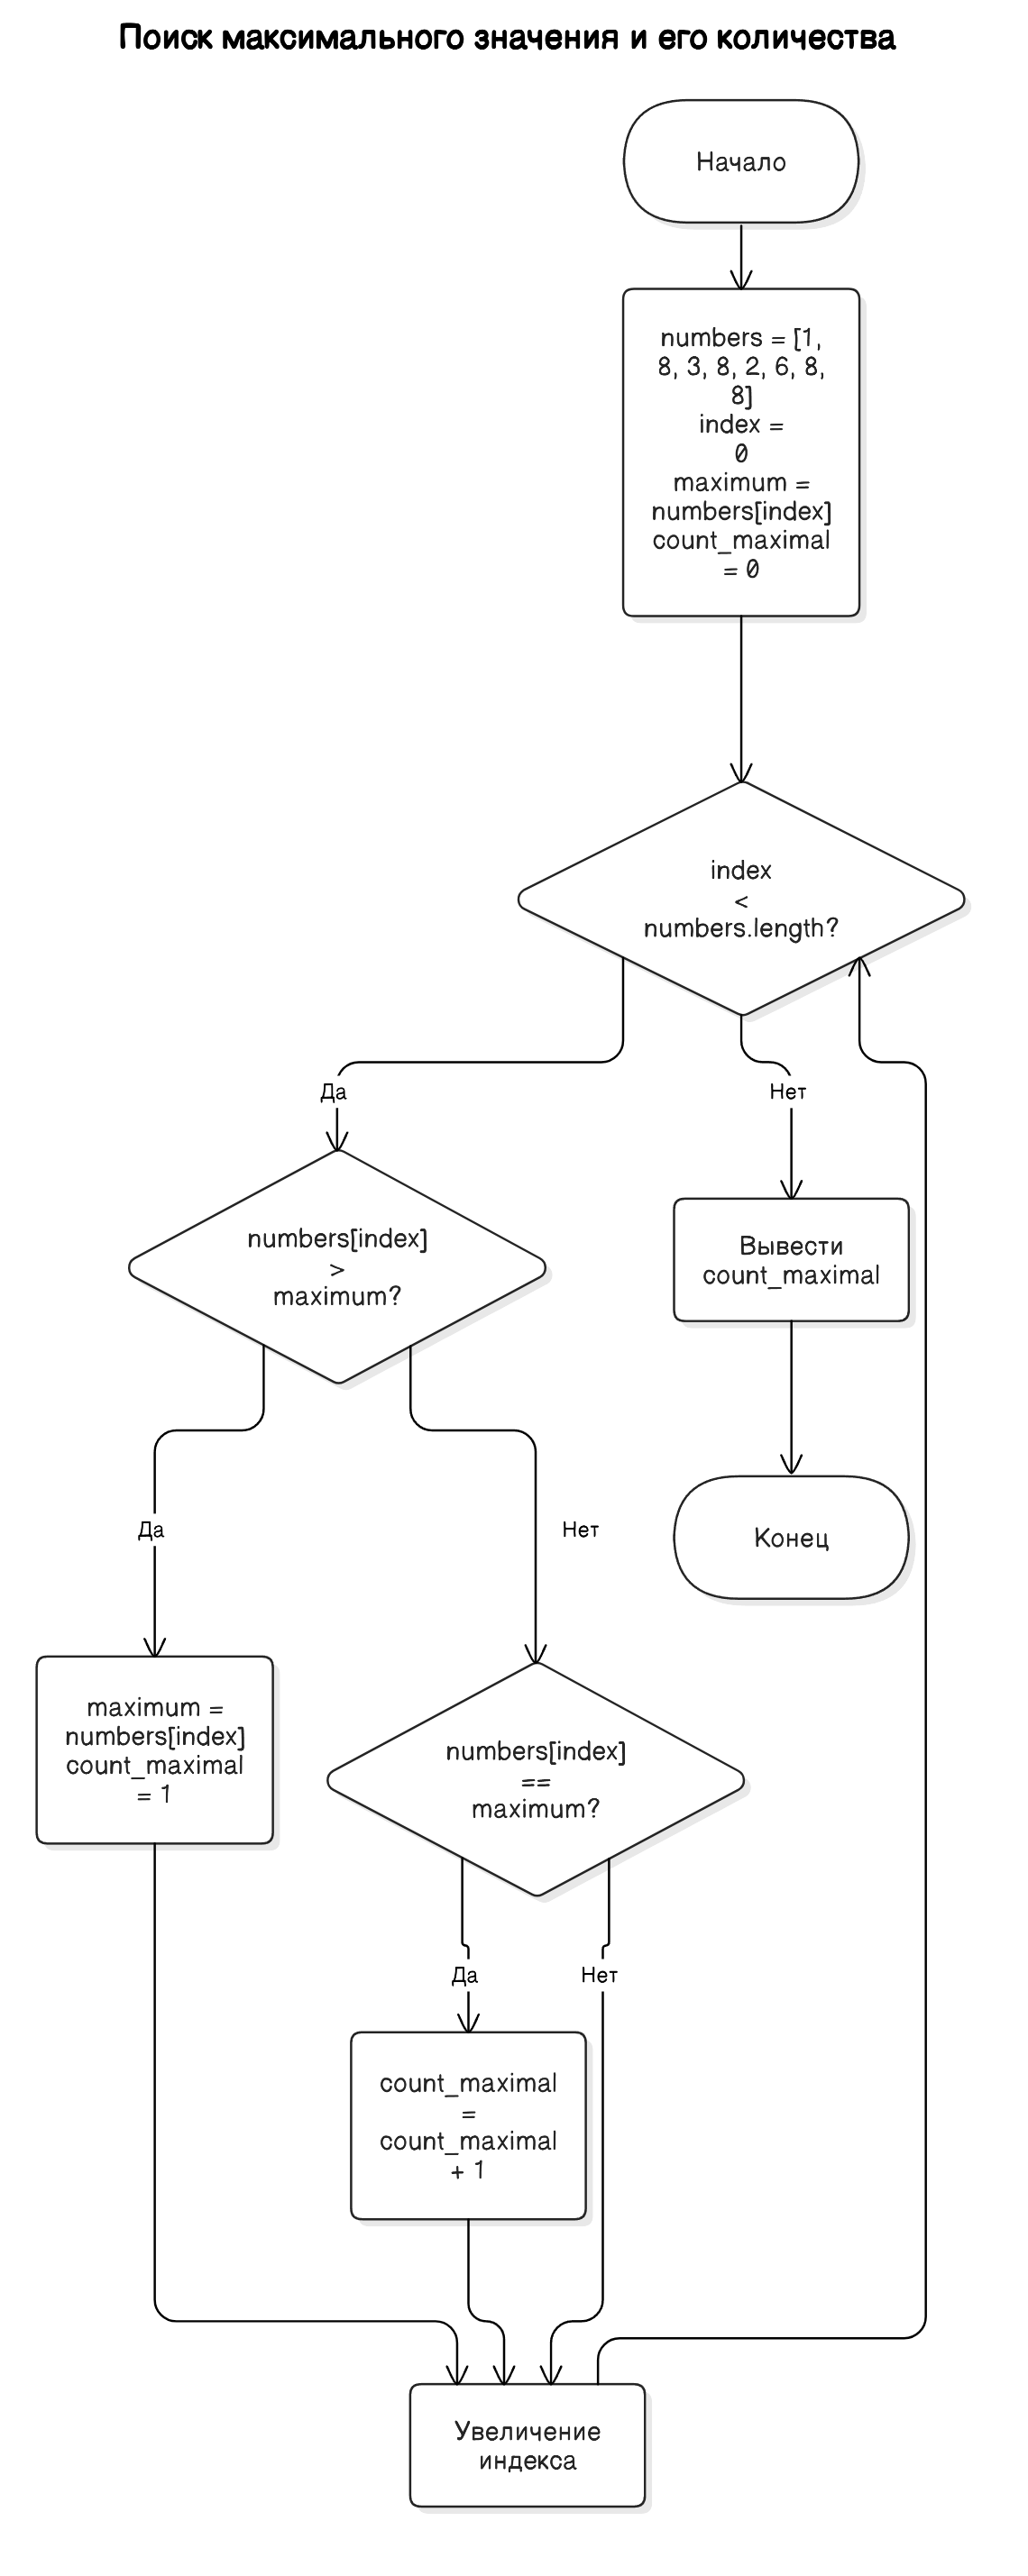 Поиск максимального значения и его количества
Начало
numbers = [1,
8, 3, 8, 2, 6, 8,
8]
index =
0
maximum =
numbers[index]
count_maximal
= 0
index
<
numbers.length?
Да
Нет
numbers[index]
>
maximum?
Вывести
count_maximal
Да
Нет
Конец
maximum =
numbers[index]
count_maximal
= 1
numbers[index]
==
maximum?
Да
Нет
count_maximal
=
count_maximal
+ 1
Увеличение
индекса